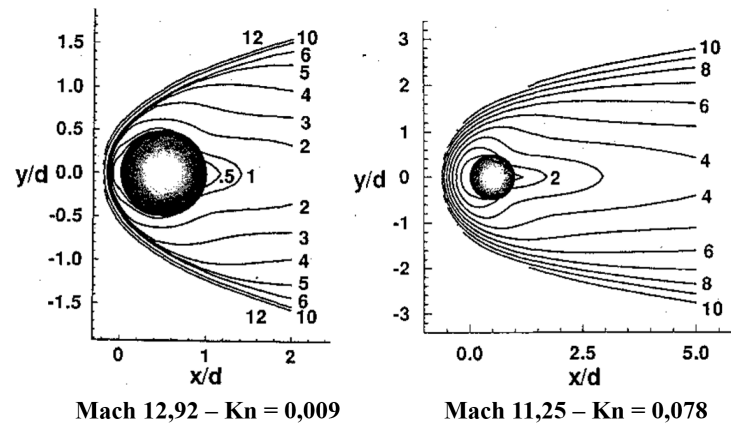 1.5 12 10
6
5
1.0
4
3
0.5
2
y/d 0.0 .5 1
-0.5 2
3
-1.0 4
5
6
-1.5 12 10
0 1 2
x/d
Mach 12,92 – Kn = 0,009
3
10
2 8
6
1
4
y/d 0 2
4
-1
6
-2 8
10
-3
0.0 2.5 5.0
x/d
Mach 11,25 – Kn = 0,078